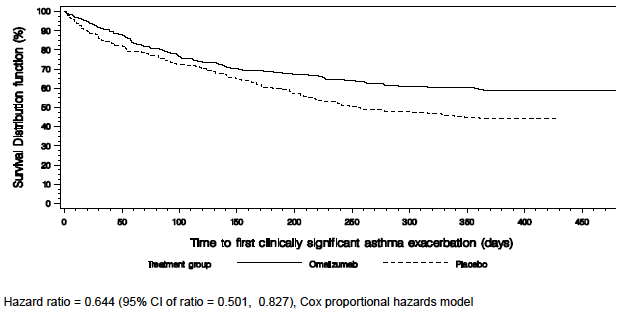 Survival Distribution function (%)
100
90
80
70
60
50
40
30
20
10
0
0 50 100 150 200 250 300 350 400 450
Time to first clinically significant asthma exacerbation (days)
Treatment group Omalizumab Placebo
Hazard ratio = 0.644 (95% CI of ratio = 0.501, 0.827), Cox proportional hazards model